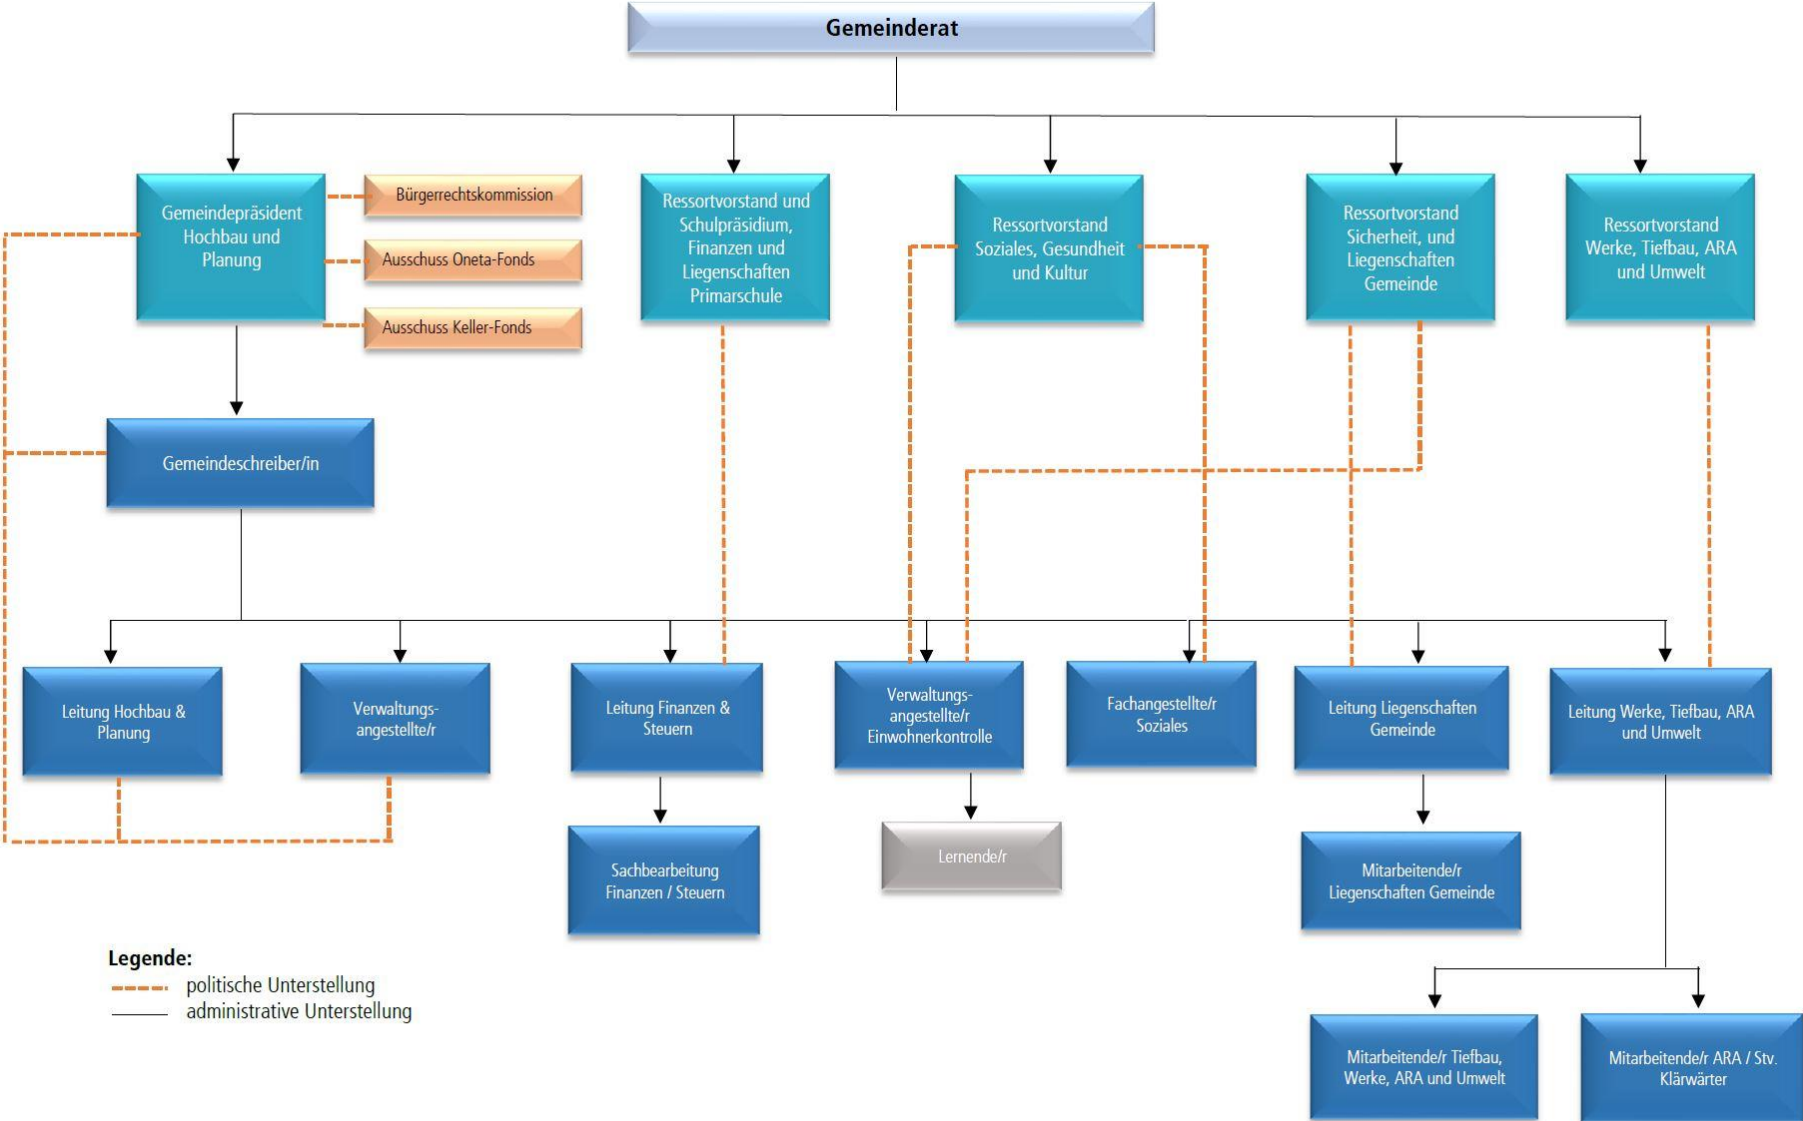 Gemeinderat
Gemeindepräsident
Hochbau und
Planung
Bürgerrechtskommission
Ausschuss Oneta-Fonds
Ausschuss Keller-Fonds
Ressortvorstand und
Schulpräsidium,
Finanzen und
Liegenschaften
Primarschule
Ressortvorstand
Soziales, Gesundheit
und Kultur
Ressortvorstand
Sicherheit, und
Liegenschaften
Gemeinde
Ressortvorstand
Werke, Tiefbau, ARA
und Umwelt
Gemeindeschreiber/in
Leitung Hochbau &
Planung
Verwaltungs-
angestellte/r
Leitung Finanzen &
Steuern
Verwaltungs-
angestellte/r
Einwohnerkontrolle
Fachangestellte/r
Soziales
Leitung Liegenschaften
Gemeinde
Leitung Werke, Tiefbau, ARA
und Umwelt
Sachbearbeitung
Finanzen / Steuern
Lernende/r
Mitarbeitende/r
Liegenschaften Gemeinde
Mitarbeitende/r Tiefbau,
Werke, ARA und Umwelt
Mitarbeitende/r ARA / Stv.
Klärwärter
Legende:
politische Unterstellung
administrative Unterstellung